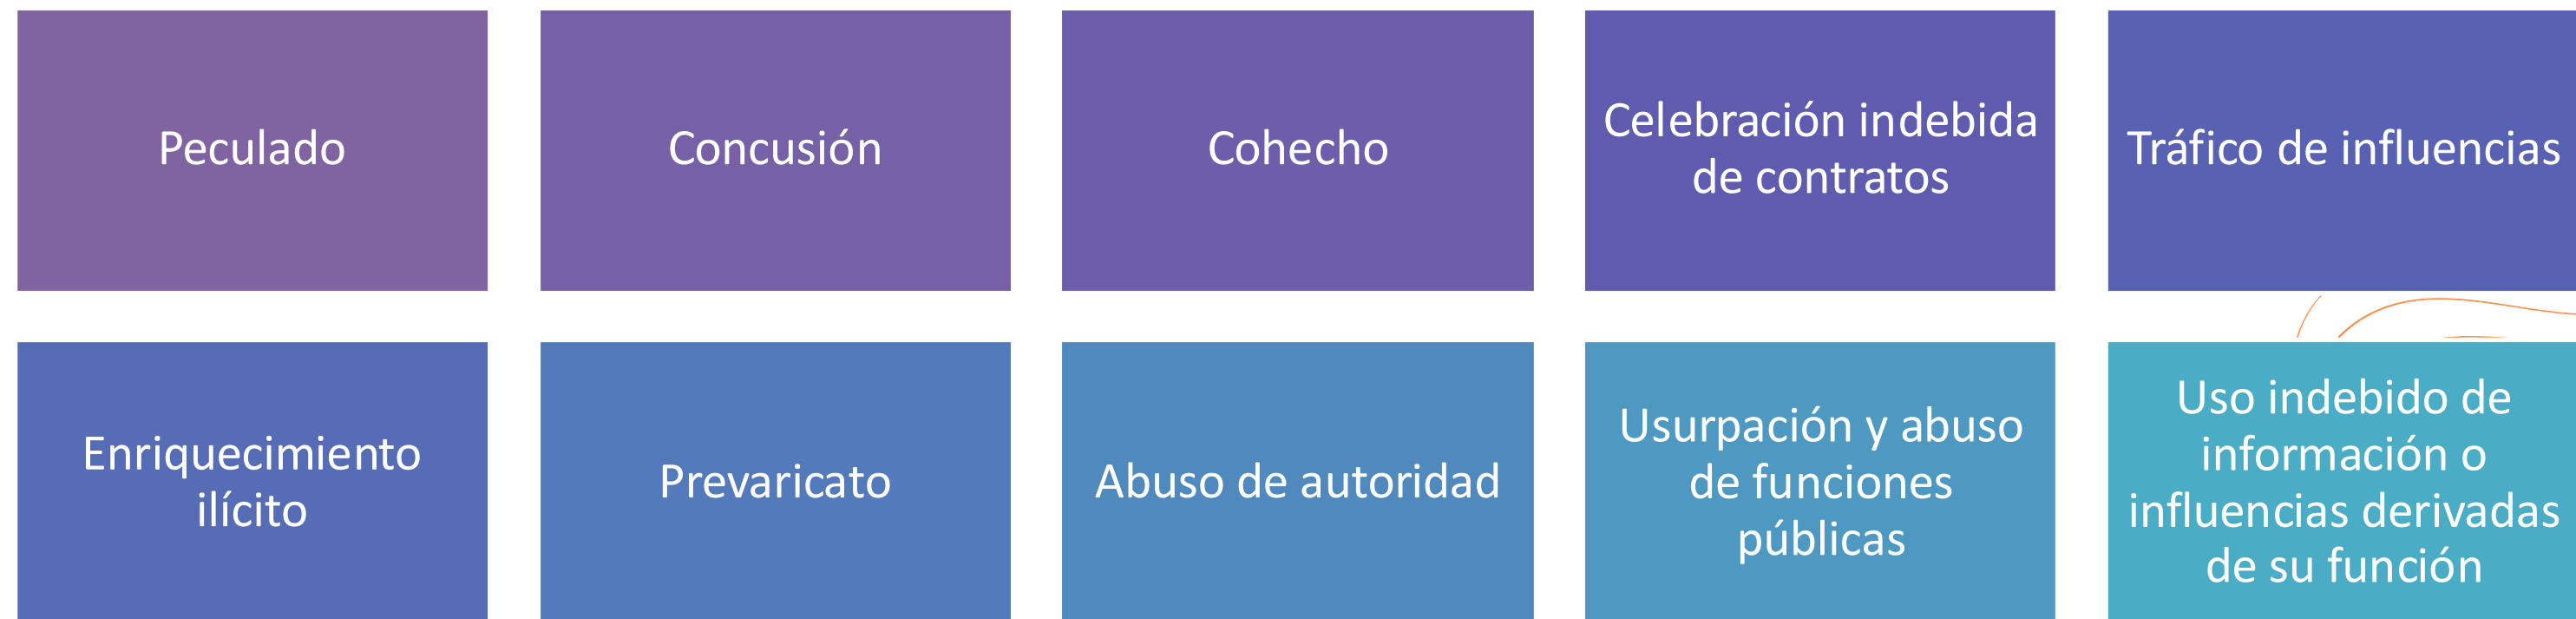 Peculado
Concusión
Cohecho
Celebración indebida
de contratos
Tráfico de influencias
Enriquecimiento
ilícito
Prevaricato
Abuso de autoridad
Usurpación y abuso
de funciones
públicas
Uso indebido de
información o
influencias derivadas
de su función